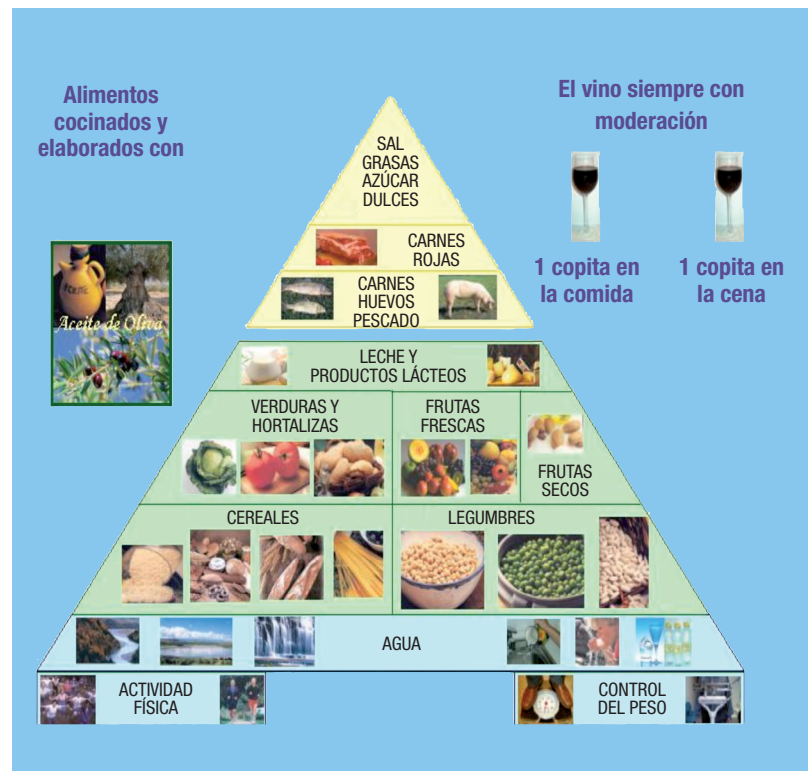 Alimentos
cocinados y
elaborados con
ACEITE
Aceite de Oliva
El vino siempre con
moderación
1 copita en
la comida
1 copita en
la cena
SAL
GRASAS
AZÚCAR
DULCES
CARNES
ROJAS
CARNES
HUEVOS
PESCADO
LECHE Y
PRODUCTOS LÁCTEOS
VERDURAS Y
HORTALIZAS
FRUTAS
FRESCAS
FRUTAS
SECOS
CEREALES
LEGUMBRES
AGUA
ACTIVIDAD
FÍSICA
CONTROL
DEL PESO